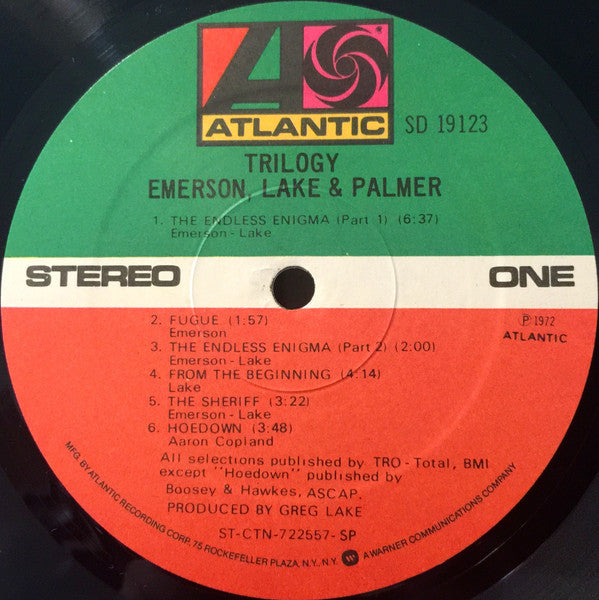 ATLANTIC
SD 19123
TRILOGY
EMERSON, LAKE & PALMER
1. THE ENDLESS ENIGMA (Part 1) (6:37)
Emerson - Lake
STEREO
ONE
2. FUGUE (1:57)
Emerson
3. THE ENDLESS ENIGMA (Part 2) (2:00)
Emerson - Lake
4. FROM THE BEGINNING (4:14)
Lake
5. THE SHERIFF (3:22)
Emerson - Lake
6 HOEDOWN (3:48)
Aaron Copland
℗ 1972
ATLANTIC
All selections published by TRO - Total, BMI
except "Hoedown" published by
Boosey & Hawkes, ASCAP.
PRODUCED BY GREG LAKE
ST-CTN-722557-SP
MFG. BY ATLANTIC RECORDING CORP. 75 ROCKEFELLER PLAZA, N.Y., N.Y. A WARNER COMMUNICATIONS COMPANY